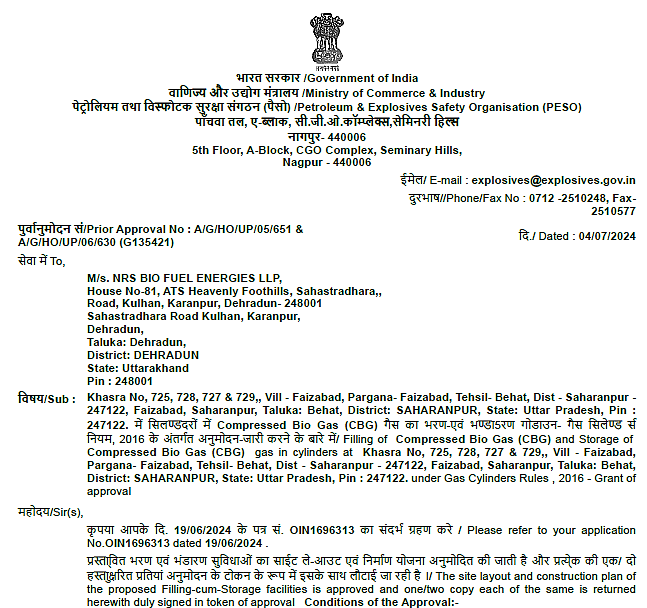 भारत सरकार /Government of India
वाणिज्य और उद्योग मंत्रालय /Ministry of Commerce & Industry
पेट्रोलियम तथा विस्फोटक सुरक्षा संगठन (पैसो) /Petroleum & Explosives Safety Organisation (PESO)
पाँचवा तल, ए-ब्लाक, सी.जी.ओ.कॉम्प्लेक्स,सेमिनरी हिल्स
नागपुर- 440006
5th Floor, A-Block, CGO Complex, Seminary Hills,
Nagpur - 440006
ईमेल/ E-mail : explosives@explosives.gov.in
दुरभाष//Phone/Fax No : 0712 -2510248, Fax-
2510577
पुर्वानुमोदन सं/Prior Approval No : A/G/HO/UP/05/651 &
A/G/HO/UP/06/630 (G135421)
दि./ Dated : 04/07/2024
सेवा में To,
M/s. NRS BIO FUEL ENERGIES LLP,
House No-81, ATS Heavenly Foothills, Sahastradhara,,
Road, Kulhan, Karanpur, Dehradun- 248001
Sahastradhara Road Kulhan, Karanpur,
Dehradun,
Taluka: Dehradun,
District: DEHRADUN
State: Uttarakhand
Pin : 248001
विषय/Sub : Khasra No, 725, 728, 727 & 729,, Vill - Faizabad, Pargana- Faizabad, Tehsil- Behat, Dist - Saharanpur -
247122, Faizabad, Saharanpur, Taluka: Behat, District: SAHARANPUR, State: Uttar Pradesh, Pin :
247122. में सिलण्डदरों में Compressed Bio Gas (CBG) गैस का भरण-एवं भण्डा5रण गोडाउन- गैस सिलेण्ड र्स
नियम, 2016 के अंतर्गत अनुमोदन-जारी करने के बारे में/ Filling of Compressed Bio Gas (CBG) and Storage of
Compressed Bio Gas (CBG) gas in cylinders at Khasra No, 725, 728, 727 & 729,, Vill - Faizabad,
Pargana- Faizabad, Tehsil- Behat, Dist - Saharanpur - 247122, Faizabad, Saharanpur, Taluka: Behat,
District: SAHARANPUR, State: Uttar Pradesh, Pin : 247122. under Gas Cylinders Rules , 2016 - Grant of
approval
महोदय/Sir(s),
कृपया आपके दि. 19/06/2024 के पत्र सं. OIN1696313 का संदर्भ ग्रहण करे / Please refer to your application
No.OIN1696313 dated 19/06/2024 .
प्रस्ता्वित भरण एवं भंडारण सुविधाओं का साईट ले-आउट एवं निर्माण योजना अनुमोदित की जाती है और प्रत्ये्क की एक/ दो
हस्ता्क्षरित प्रतियां अनुमोदन के टोकन के रूप में इसके साथ लौटाई जा रही है ।/ The site layout and construction plan of
the proposed Filling-cum-Storage facilities is approved and one/two copy each of the same is returned
herewith duly signed in token of approval Conditions of the Approval:-